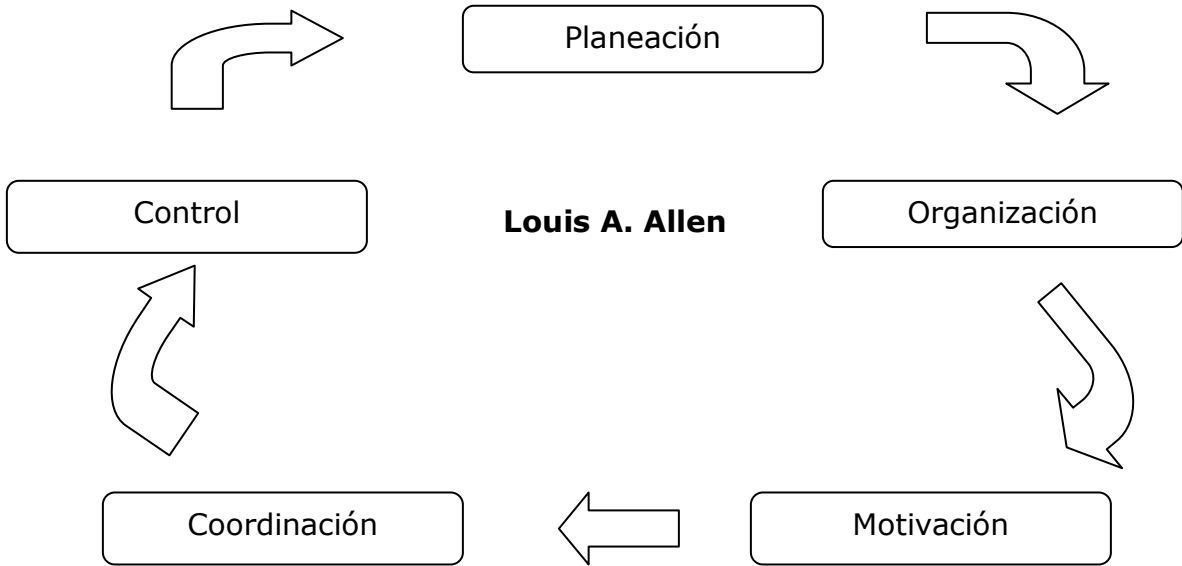 Planeación
Control
Louis A. Allen
Organización
Coordinación
Motivación